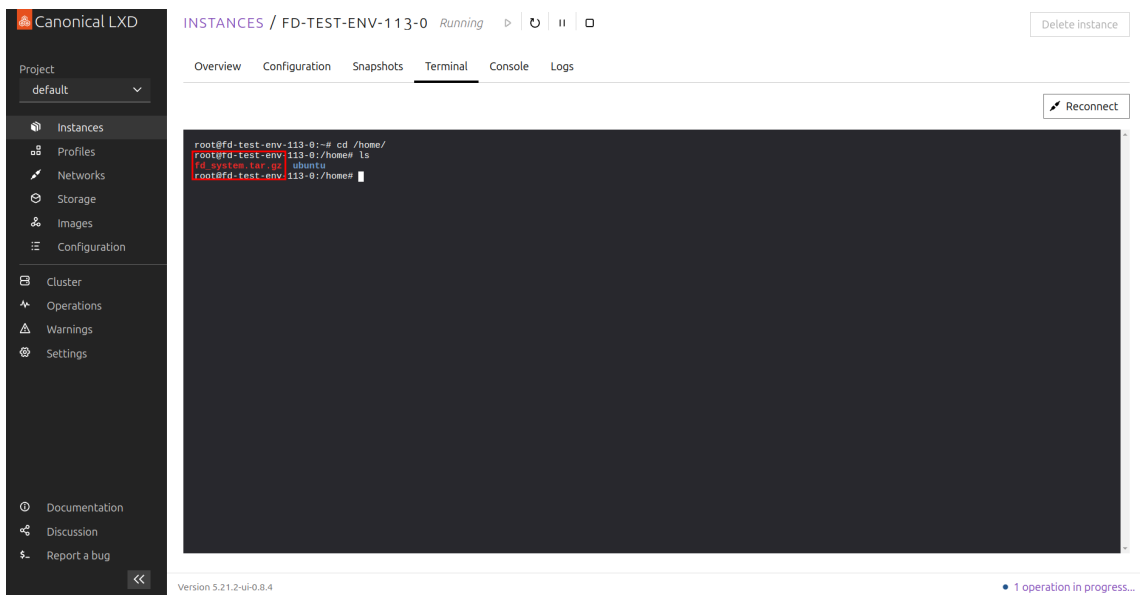 Canonical LXD
INSTANCES / FD-TEST-ENV-113-0 Running
Delete instance
Project
default
Instances
Profiles
Networks
Storage
Images
Configuration
Cluster
Operations
Warnings
Settings
Documentation
Discussion
Report a bug
Overview Configuration Snapshots Terminal Console Logs
Reconnect
root@fd-test-env-113-0:~# cd /home/
root@fd-test-env-113-0:/home# ls
fd_system.tar.gz ubuntu
root@fd-test-env-113-0:/home#
Version 5.21.2-ui-0.8.4
1 operation in progress...